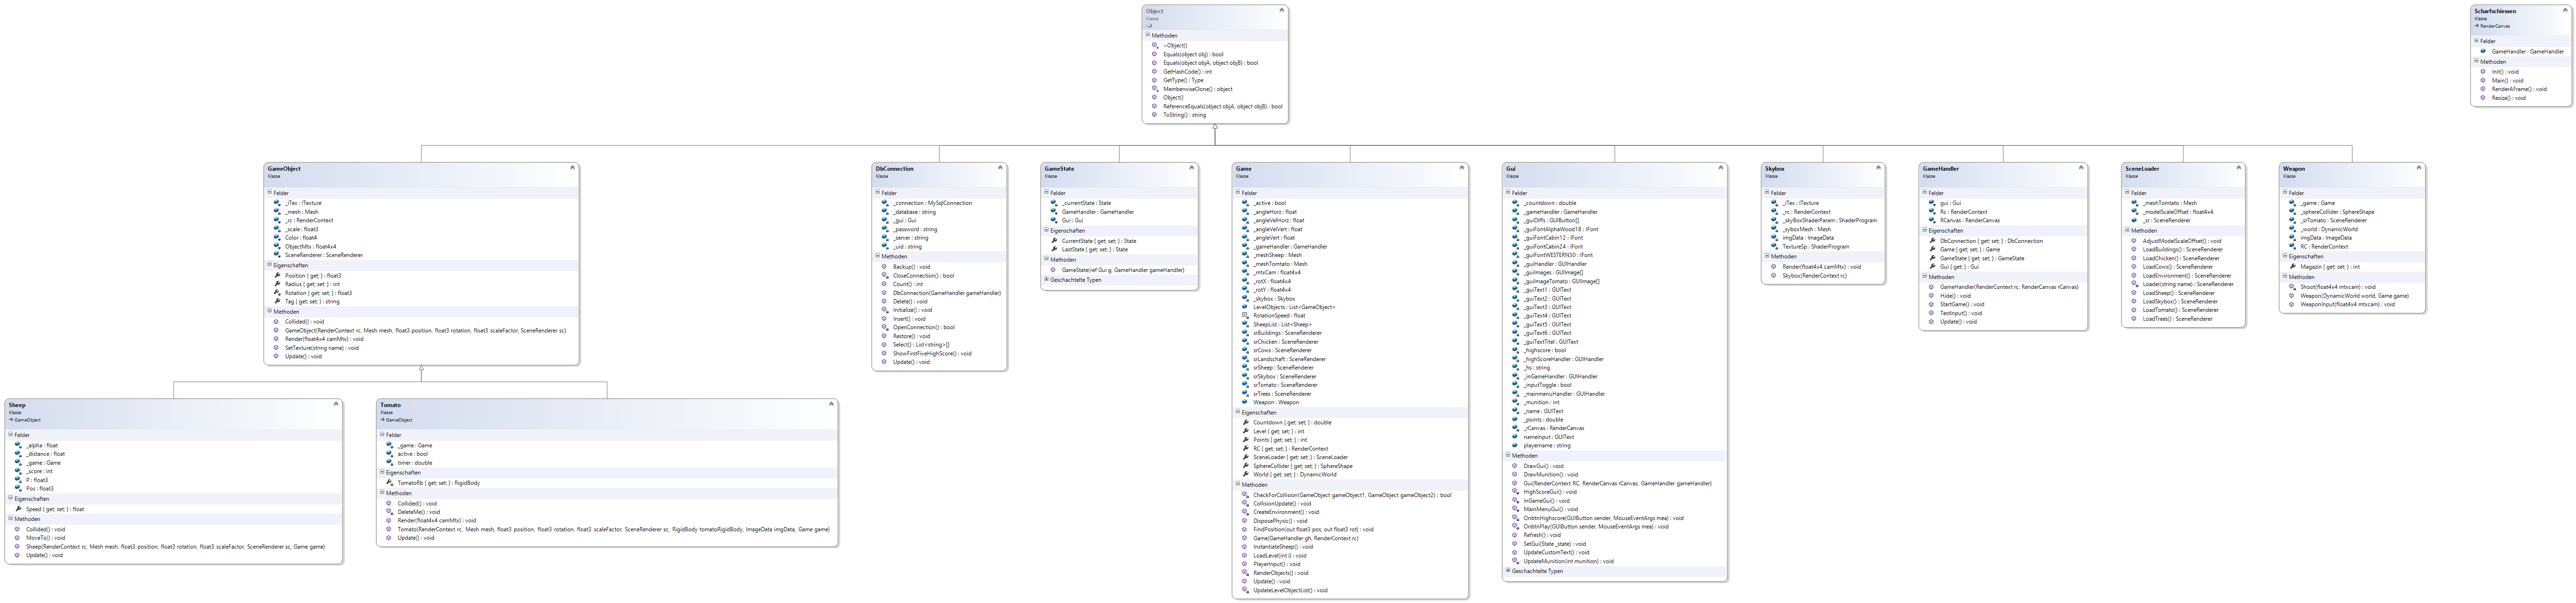 Object
Klasse
Methoden
~Object()
Equals(object obj) : bool
Equals(object objA, object objB) : bool
GetHashCode() : int
GetType() : Type
MemberwiseClone() : object
Object()
ReferenceEquals(object objA, object objB) : bool
ToString() : string
Scharfschiessen
Klasse
RenderCanvas
Felder
GameHandler : GameHandler
Methoden
Init() : void
Main() : void
RenderAFrame() : void
Resize() : void
GameObject
Klasse
Felder
_iTex : ITexture
_mesh : Mesh
_rc : RenderContext
_scale : float3
Color : float4
ObjectMtx : float4x4
SceneRenderer : SceneRenderer
Eigenschaften
Position { get; } : float3
Radius { get; set; } : int
Rotation { get; set; } : float3
Tag { get; set; } : string
Methoden
Collided() : void
GameObject(RenderContext rc, Mesh mesh, float3 position, float3 rotation, float3 scaleFactor, SceneRenderer sc)
Render(float4x4 camMtx) : void
SetTexture(string name) : void
Update() : void
DbConnection
Klasse
Felder
_connection : MySqlConnection
_database : string
_gui : Gui
_password : string
_server : string
_uid : string
Methoden
Backup() : void
CloseConnection() : bool
Count() : int
DbConnection(GameHandler gameHandler)
Delete() : void
Initialize() : void
Insert() : void
OpenConnection() : bool
Restore() : void
Select() : List<string>[]
ShowFirstFiveHighScore() : void
Update() : void
GameState
Klasse
Felder
_currentState : State
GameHandler : GameHandler
Gui : Gui
Eigenschaften
CurrentState { get; set; } : State
LastState { get; set; } : State
Methoden
GameState(ref Gui g, GameHandler gameHandler)
Geschachtelte Typen
Game
Klasse
Felder
_active : bool
_angleHorz : float
_angleVelHorz : float
_angleVelVert : float
_angleVert : float
_gameHandler : GameHandler
_meshSheep : Mesh
_meshTomtato : Mesh
_mtxCam : float4x4
_rotX : float4x4
_rotY : float4x4
_skybox : Skybox
LevelObjects : List<GameObject>
RotationSpeed : float
SheepList : List<Sheep>
srBuildings : SceneRenderer
srChicken : SceneRenderer
srCows : SceneRenderer
srLandschaft : SceneRenderer
srSheep : SceneRenderer
srSkybox : SceneRenderer
srTomato : SceneRenderer
srTrees : SceneRenderer
Weapon : Weapon
Eigenschaften
Countdown { get; set; } : double
Level { get; set; } : int
Points { get; set; } : int
RC { get; set; } : RenderContext
SceneLoader { get; set; } : SceneLoader
SphereCollider { get; set; } : SphereShape
World { get; set; } : DynamicWorld
Methoden
CheckForCollision(GameObject gameObject1, GameObject gameObject2) : bool
CollisionUpdate() : void
CreateEnvironment() : void
DisposePhysic() : void
FindPosition(out float3 pos, out float3 rot) : void
Game(GameHandler gh, RenderContext rc)
InstantiateSheep() : void
LoadLevel(int i) : void
PlayerInput() : void
RenderObjects() : void
Update() : void
UpdateLevelObjectList() : void
Gui
Klasse
Felder
_countdown : double
_gameHandler : GameHandler
_guiDiffs : GUIButton[]
_guiFontAlphaWood18 : IFont
_guiFontCabin12 : IFont
_guiFontCabin24 : IFont
_guiFontWESTERN30 : IFont
_guiHandler : GUIHandler
_guiImages : GUIImage[]
_guiImageTomato : GUIImage[]
_guiText1 : GUIText
_guiText2 : GUIText
_guiText3 : GUIText
_guiText4 : GUIText
_guiText5 : GUIText
_guiText6 : GUIText
_guiTextTitel : GUIText
_highscore : bool
_highScoreHandler : GUIHandler
_hs : string
_inGameHandler : GUIHandler
_inputToggle : bool
_mainmenuHandler : GUIHandler
_munition : int
_name : GUIText
_points : double
_rCanvas : RenderCanvas
nameInput : GUIText
playername : string
Methoden
DrawGui() : void
DrawMunition() : void
Gui(RenderContext RC, RenderCanvas rCanvas, GameHandler gameHandler)
HighScoreGui() : void
InGameGui() : void
MainMenuGui() : void
OnbtnHighscore(GUIButton sender, MouseEventArgs mea) : void
OnbtnPlay(GUIButton sender, MouseEventArgs mea) : void
Refresh() : void
SetGui(State _state) : void
UpdateCustomText() : void
UpdateMunition(int munition) : void
Geschachtelte Typen
Skybox
Klasse
Felder
_iTex : ITexture
_rc : RenderContext
_skyBoxShaderParam : ShaderProgram
_syboxMesh : Mesh
imgData : ImageData
TextureSp : ShaderProgram
Methoden
Render(float4x4 camMtx) : void
Skybox(RenderContext rc)
GameHandler
Klasse
Felder
gui : Gui
Rc : RenderContext
RCanvas : RenderCanvas
Eigenschaften
DbConnection { get; set; } : DbConnection
Game { get; set; } : Game
GameState { get; set; } : GameState
Gui { get; } : Gui
Methoden
GameHandler(RenderContext rc, RenderCanvas rCanvas)
Hide() : void
StartGame() : void
TestInput() : void
Update() : void
SceneLoader
Klasse
Felder
_meshTomtato : Mesh
_modelScaleOffset : float4x4
_sr : SceneRenderer
Methoden
AdjustModelScaleOffset() : void
LoadBuildings() : SceneRenderer
LoadChicken() : SceneRenderer
LoadCows() : SceneRenderer
LoadEnvironment() : SceneRenderer
Loader(string name) : SceneRenderer
LoadSheep() : SceneRenderer
LoadSkybox() : SceneRenderer
LoadTomato() : SceneRenderer
LoadTrees() : SceneRenderer
Weapon
Klasse
Felder
_game : Game
_sphereCollider : SphereShape
_srTomato : SceneRenderer
_world : DynamicWorld
imgData : ImageData
RC : RenderContext
Eigenschaften
Magazin { get; set; } : int
Methoden
Shoot(float4x4 mtxcam) : void
Weapon(DynamicWorld world, Game game)
WeaponInput(float4x4 mtxcam) : void
Sheep
Klasse
GameObject
Felder
_alpha : float
_distance : float
_game : Game
_score : int
P : float3
Pos : float3
Eigenschaften
Speed { get; set; } : float
Methoden
Collided() : void
MoveTo() : void
Sheep(RenderContext rc, Mesh mesh, float3 position, float3 rotation, float3 scaleFactor, SceneRenderer sc, Game game)
Update() : void
Tomato
Klasse
GameObject
Felder
_game : Game
active : bool
timer : double
Eigenschaften
TomatoRb { get; set; } : RigidBody
Methoden
Collided() : void
DeleteMe() : void
Render(float4x4 camMtx) : void
Tomato(RenderContext rc, Mesh mesh, float3 position, float3 rotation, float3 scaleFactor, SceneRenderer sc, RigidBody tomatoRigidBody, ImageData imgData, Game game)
Update() : void